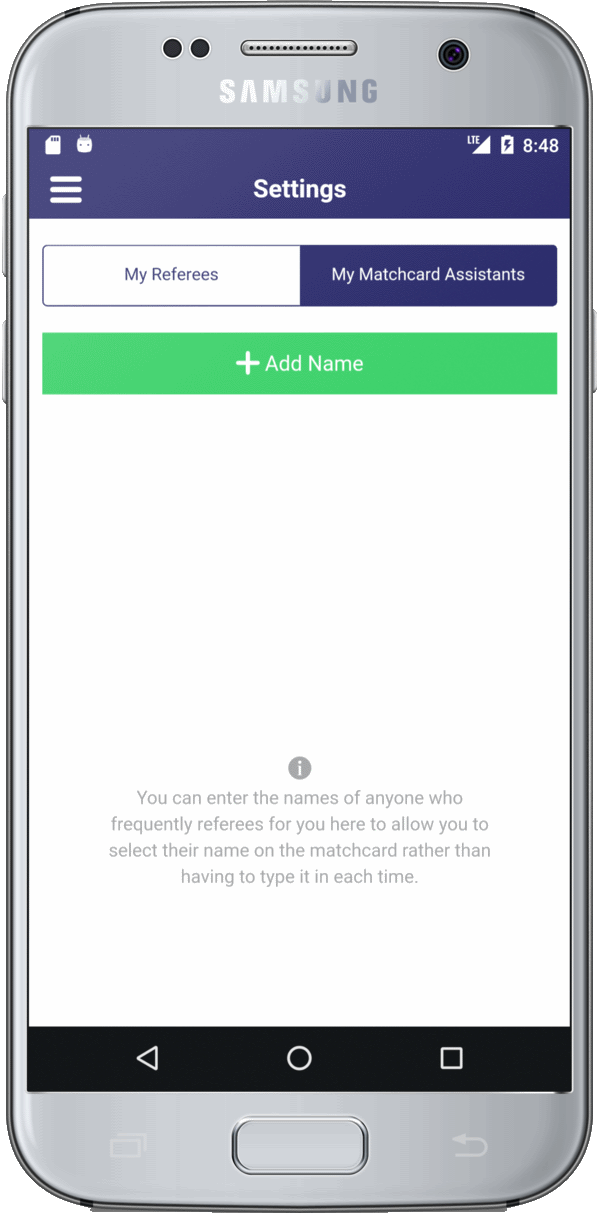 SAMSUNG
LTE 8:48
Settings
My Referees My Matchcard Assistants
Add Name
You can enter the names of anyone who
frequently referees for you here to allow you to
select their name on the matchcard rather than
having to type it in each time.